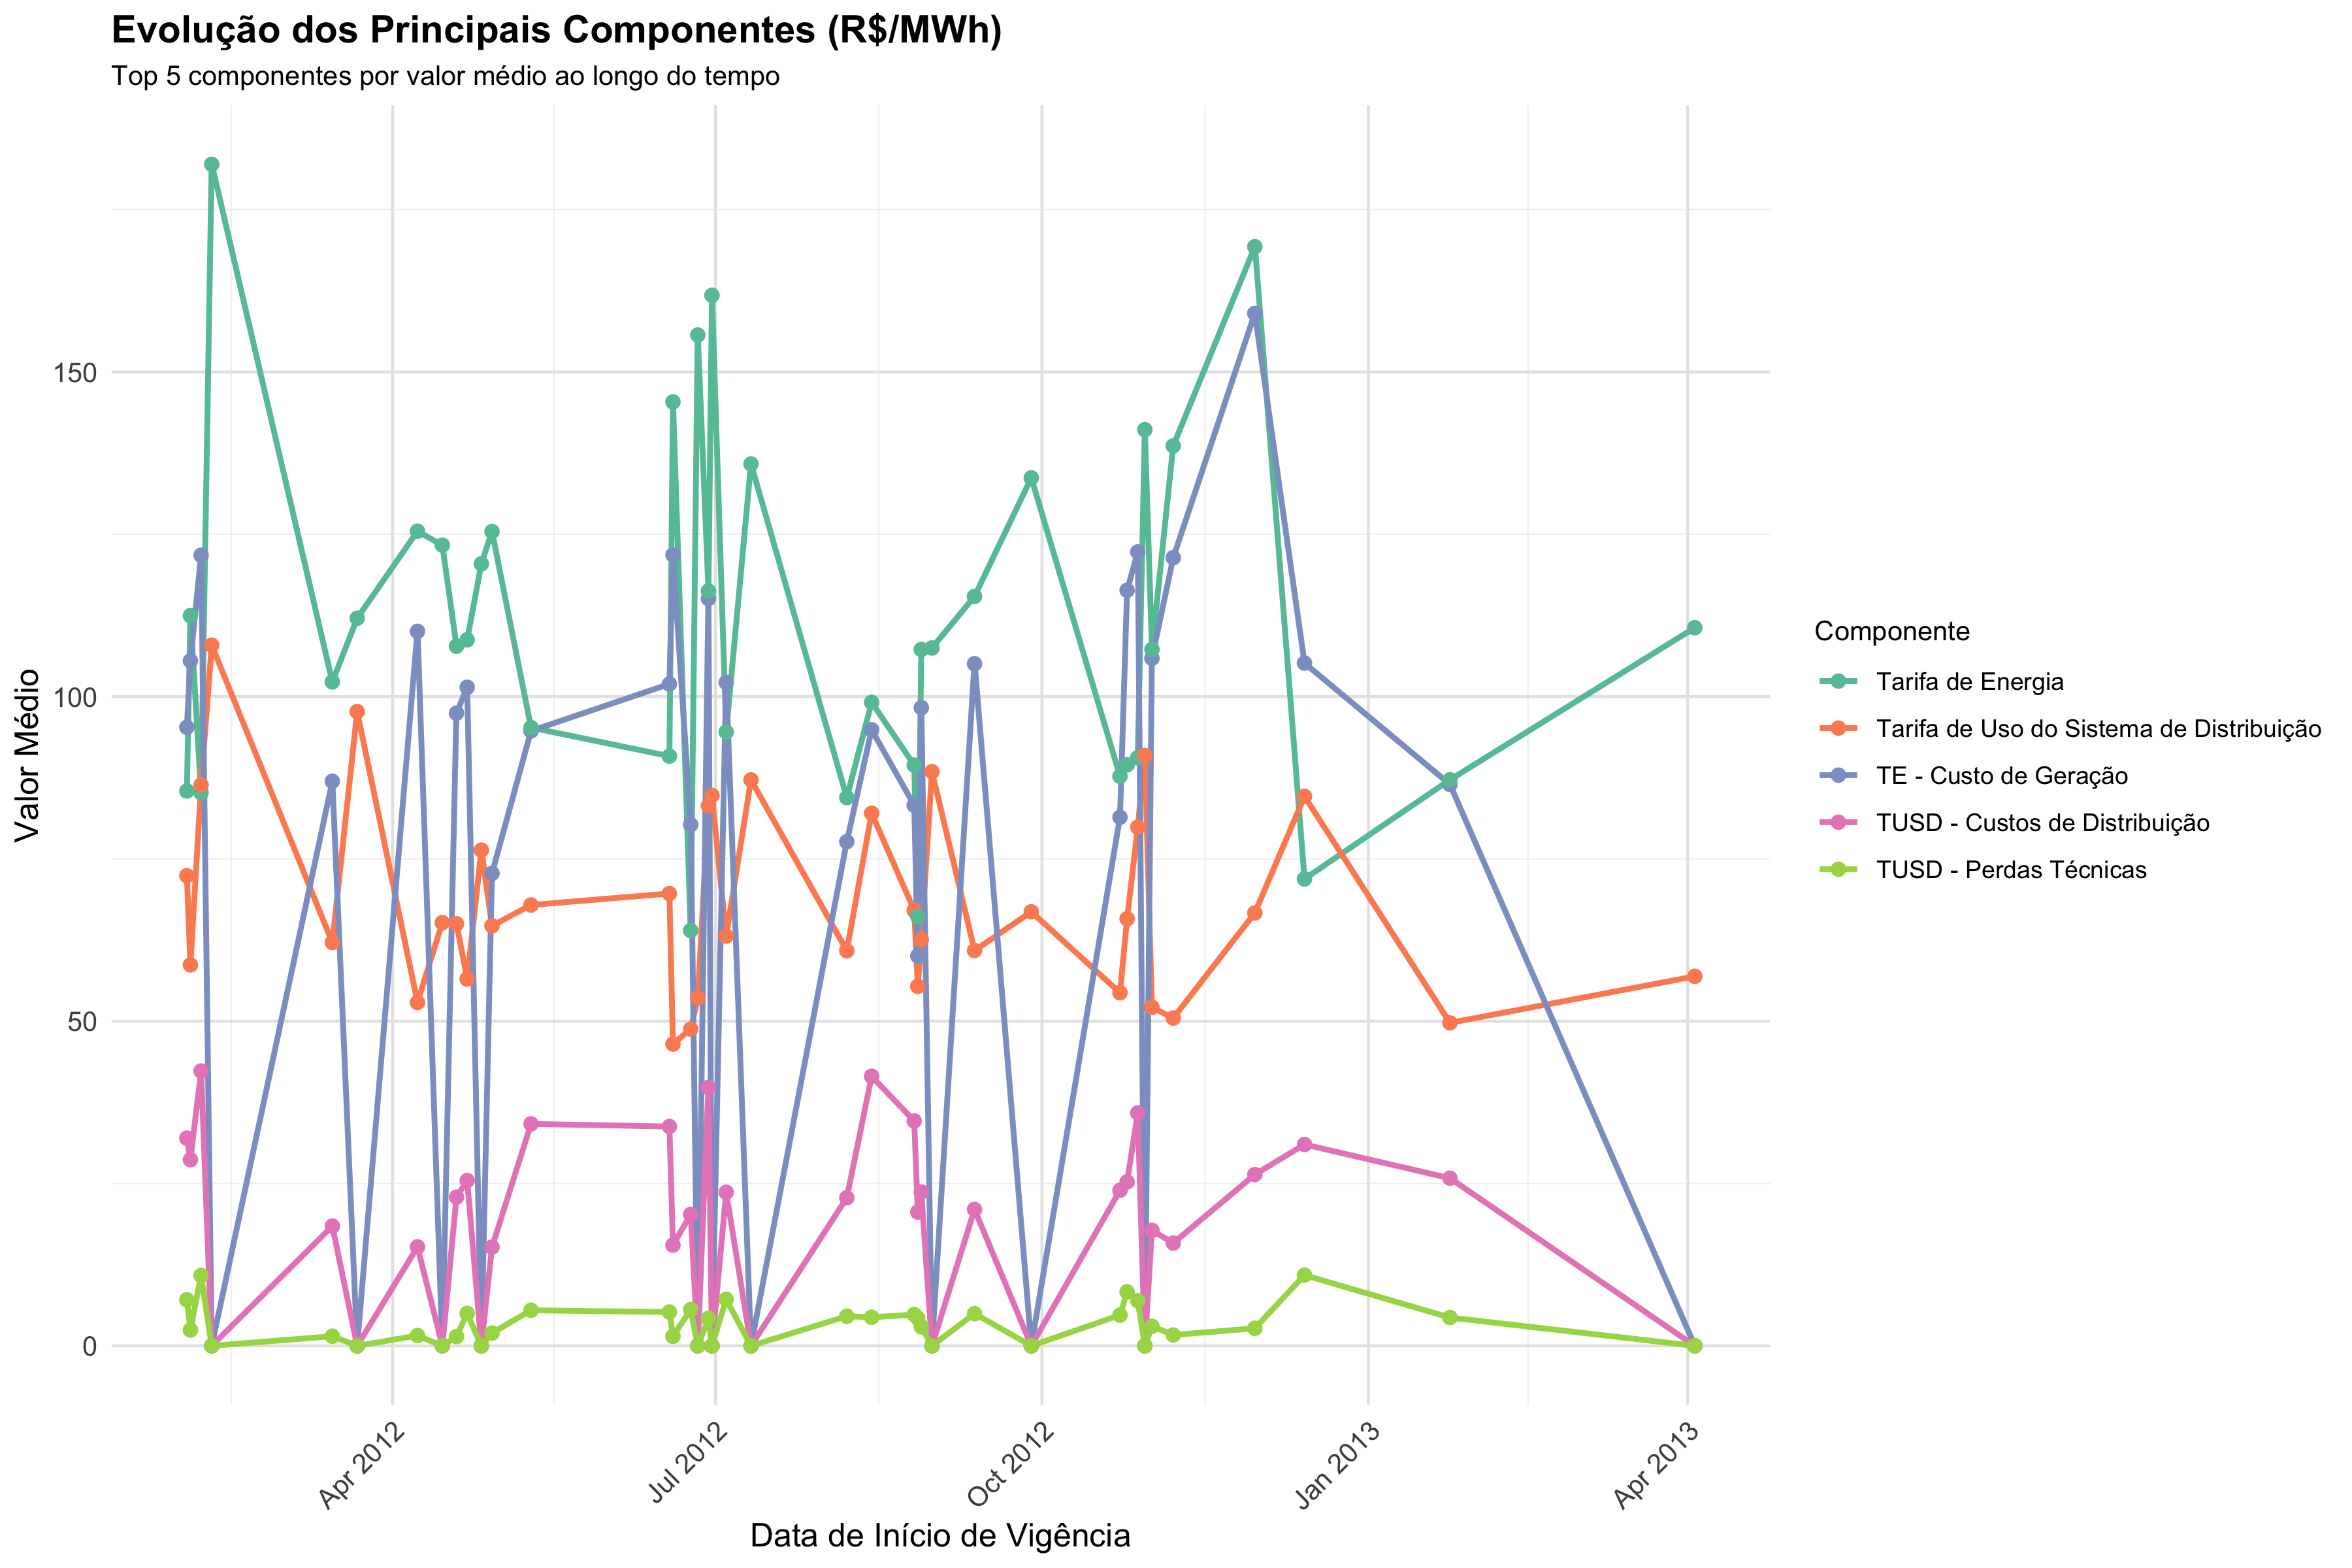 Evolução dos Principais Componentes (R$/MWh)
Top 5 componentes por valor médio ao longo do tempo
Valor Médio
150
100
50
0
Apr 2012
Jul 2012
Oct 2012
Jan 2013
Apr 2013
Data de Início de Vigência
Componente
Tarifa de Energia
Tarifa de Uso do Sistema de Distribuição
TE - Custo de Geração
TUSD - Custos de Distribuição
TUSD - Perdas Técnicas